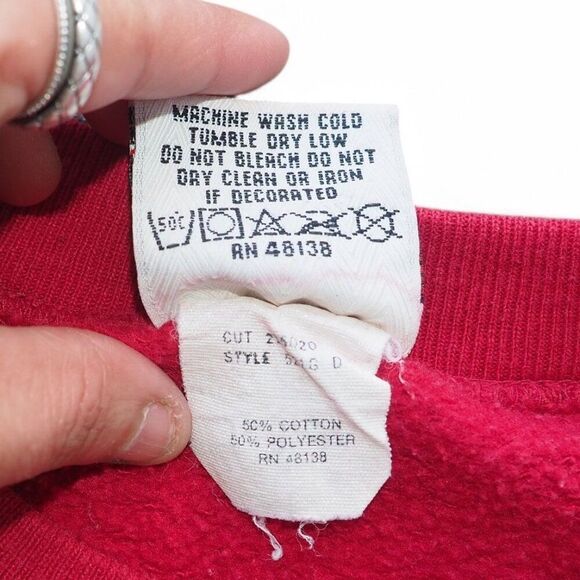 MACHINE WASH COLD
TUMBLE DRY LOW
DO NOT BLEACH DO NOT
DRY CLEAN OR IRON
IF DECORATED
50°C
RN 48138
CUT
STYLE D
50% COTTON
50% POLYESTER
RN 48138